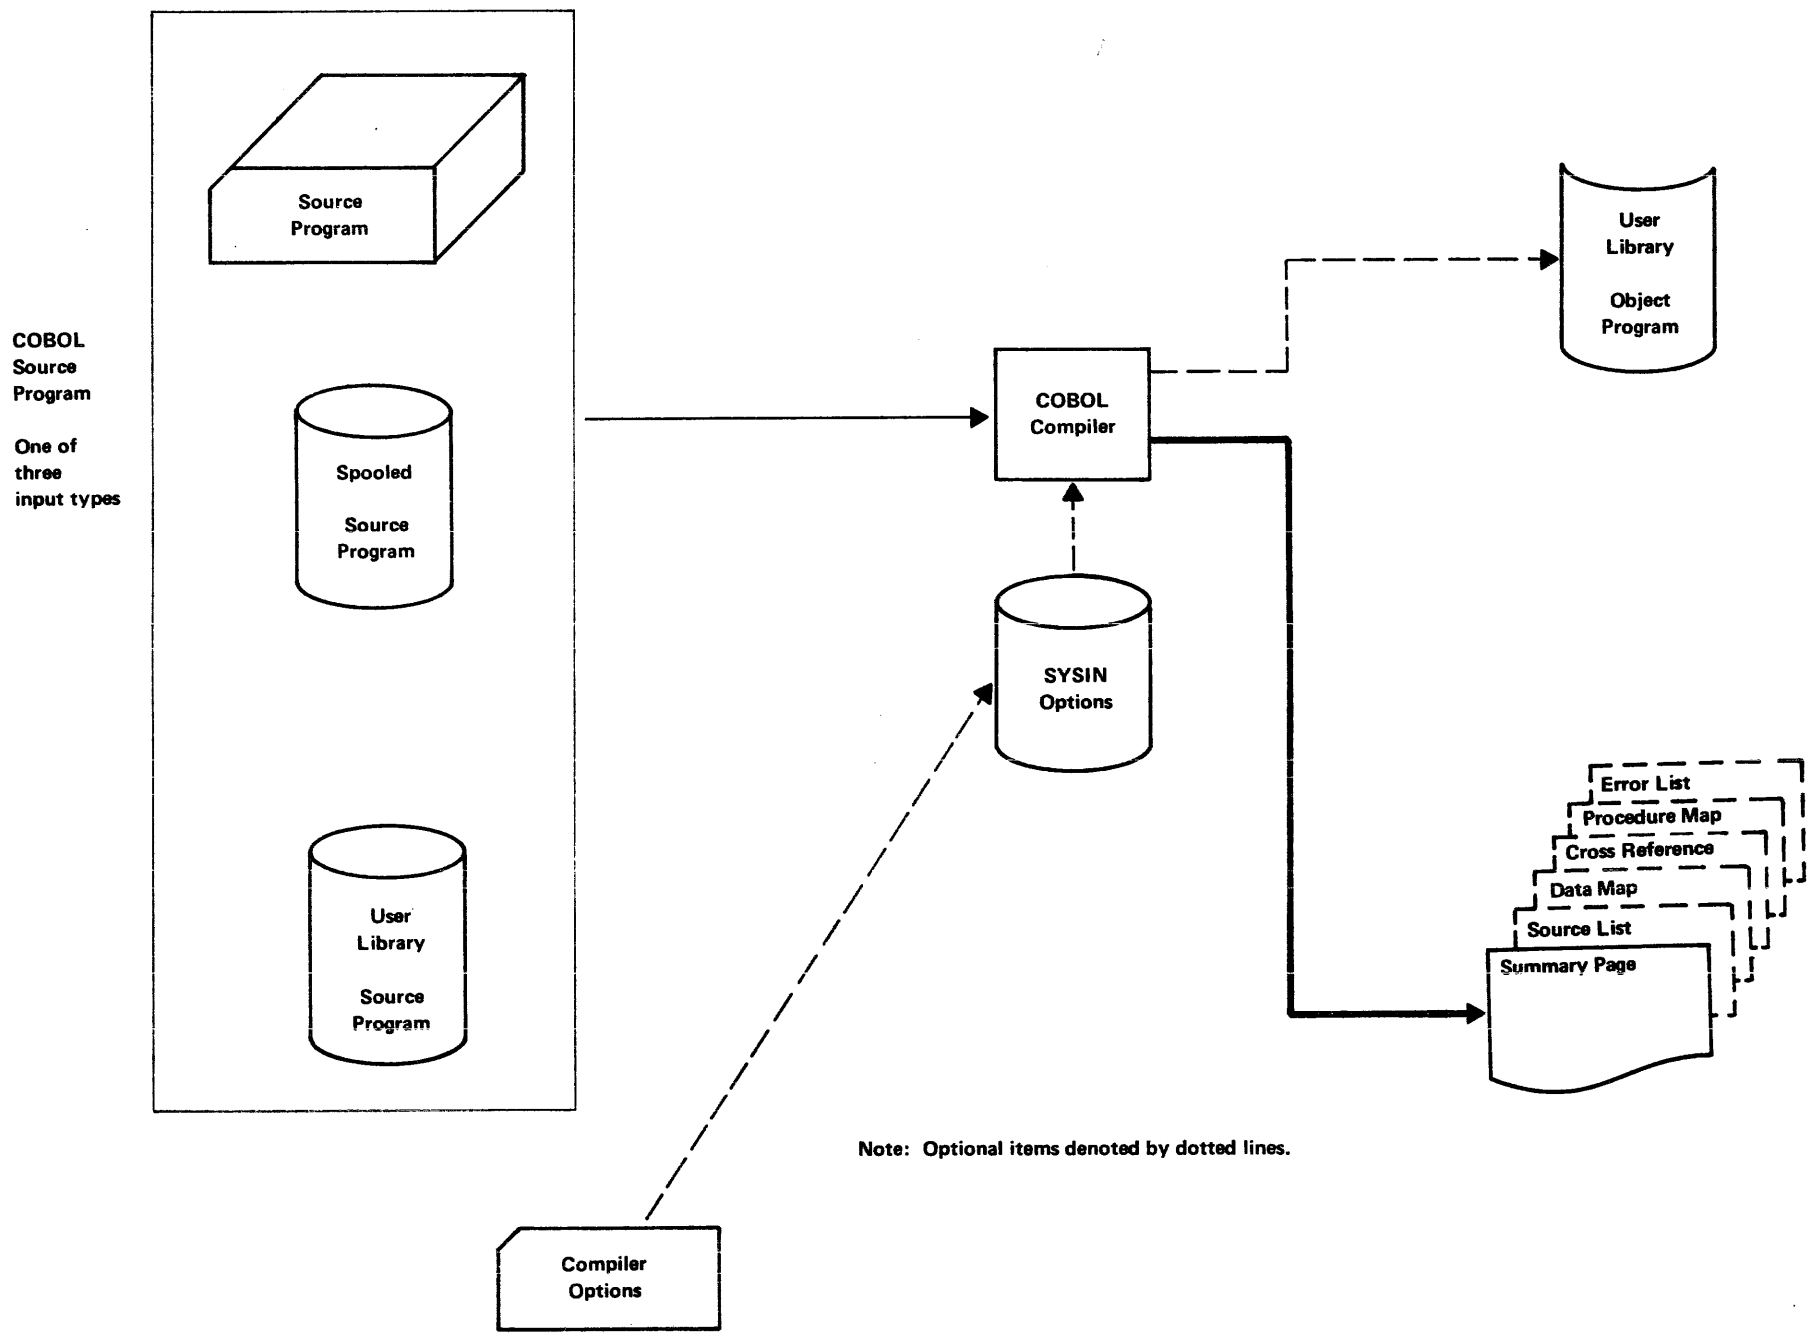 COBOL
Source
Program
One of
three
input types
Source
Program
Spooled
Source
Program
User
Library
Source
Program
COBOL
Compiler
SYSIN
Options
Compiler
Options
User
Library
Object
Program
Error List
Procedure Map
Cross Reference
Data Map
Source List
Summary Page
Note: Optional items denoted by dotted lines.